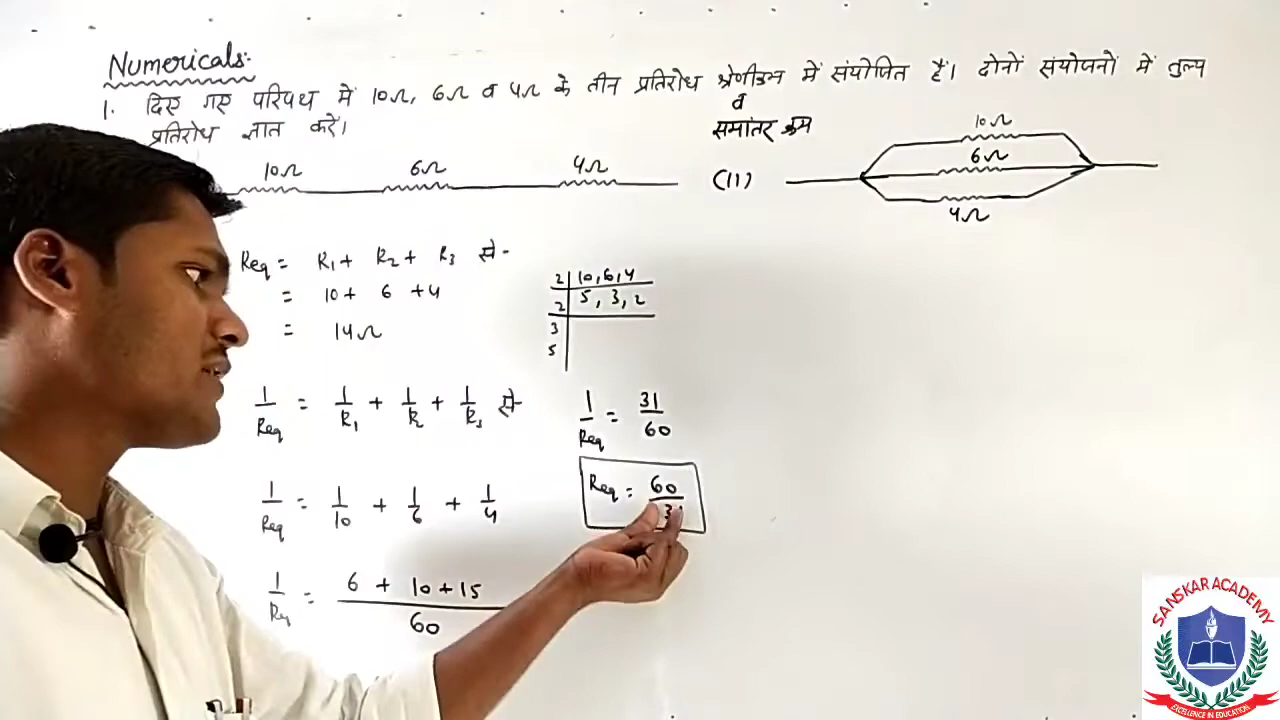 Numericals:-
1. दिए गए परिपथ में 10Ω, 6Ω व 4Ω के तीन प्रतिरोध श्रेणीक्रम में संयोजित है। दोनों संयोजनों में तुल्य
व
प्रतिरोध ज्ञात करें। समांतर क्रम
10Ω 6Ω 4Ω
(II) 10Ω
6Ω
4Ω
Req = R1 + R2 + R3 से-
= 10 + 6 + 4
= 14Ω
2 | 10, 6, 4
2 | 5, 3, 2
3
5
1/Req = 1/R1 + 1/R2 + 1/R3 से-
1/Req = 1/10 + 1/6 + 1/4
1/Req = 6 + 10 + 15 / 60
1/Req = 31/60
Req = 60/31
SANSKAR ACADEMY
EXCELLENCE IN EDUCATION